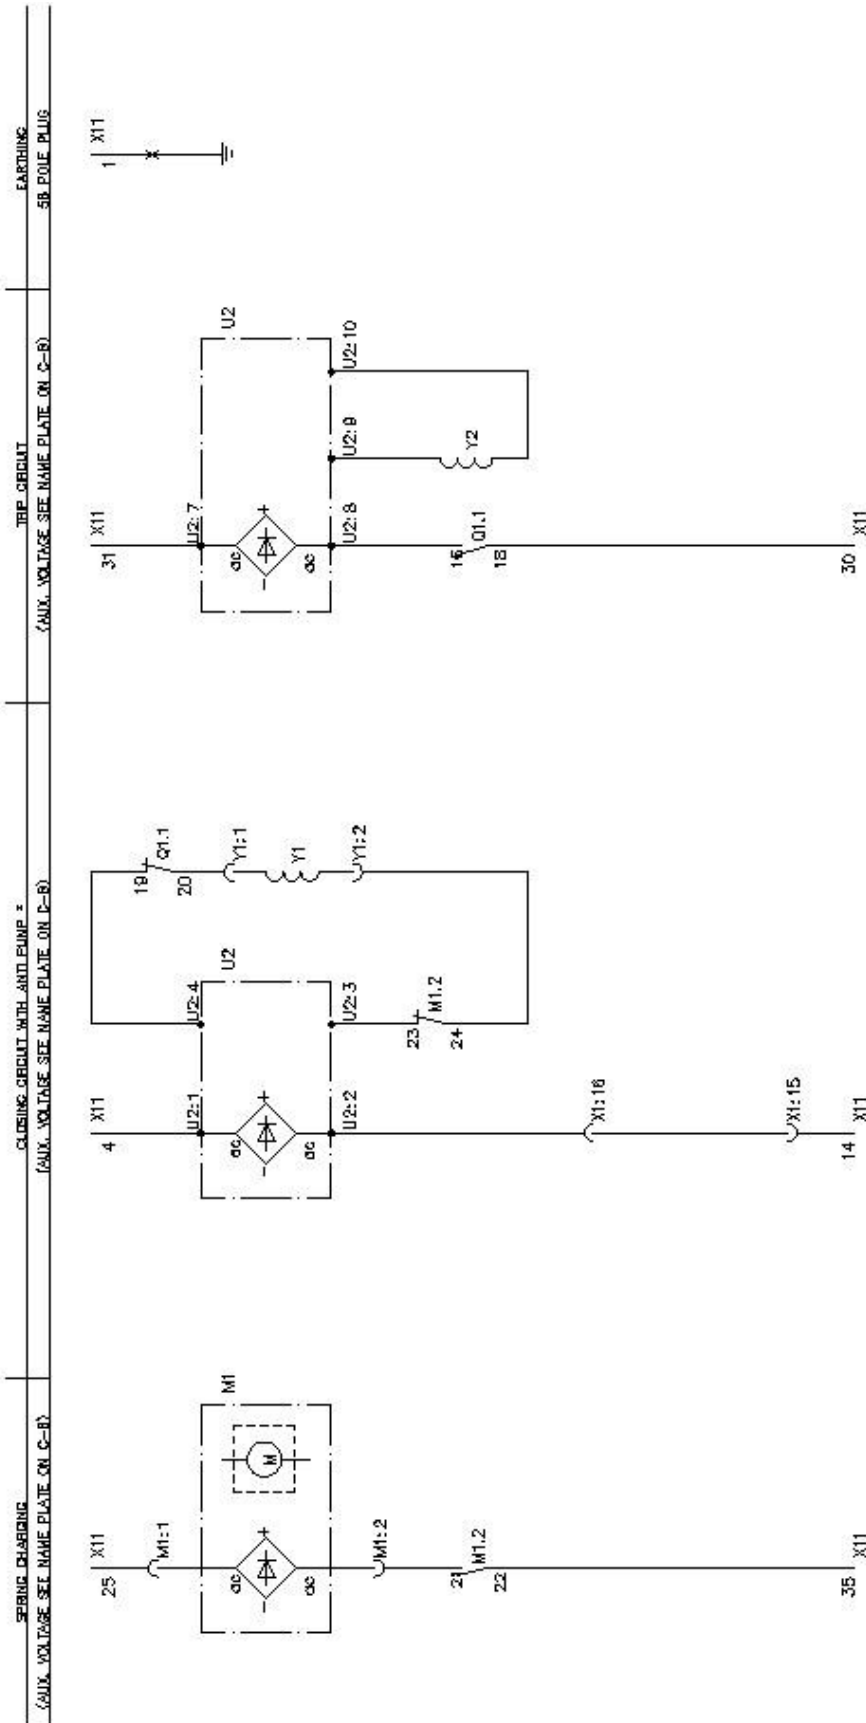 SPRING CHARGING
(AUX. VOLTAGE SEE NAME PLATE ON C-B)
X11
25
M1:1
M1
M
ac
+
-
ac
M1:2
21
M1.2
22
35
X11
CLOSING CIRCUIT WITH ANTI PUMP
(AUX. VOLTAGE SEE NAME PLATE ON C-B)
X11
4
U2:1
U2:4
U2
ac
+
-
ac
U2:2
U2:3
19
Q1.1
20
Y1:1
Y1
Y1:2
23
M1.2
24
X1:16
X1:15
14
X11
TRIP CIRCUIT
(AUX. VOLTAGE SEE NAME PLATE ON C-B)
X11
31
U2:7
U2
ac
+
-
ac
U2:8
U2:9
U2:10
Y2
Q1.1
18
30
X11
EARTHING
58 POLE PLUG
X11
1